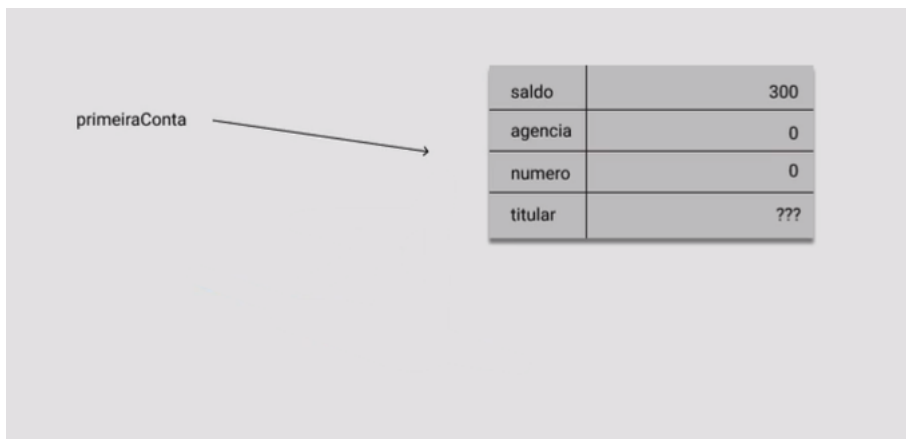 primeiraConta
saldo 300
agencia 0
numero 0
titular ???